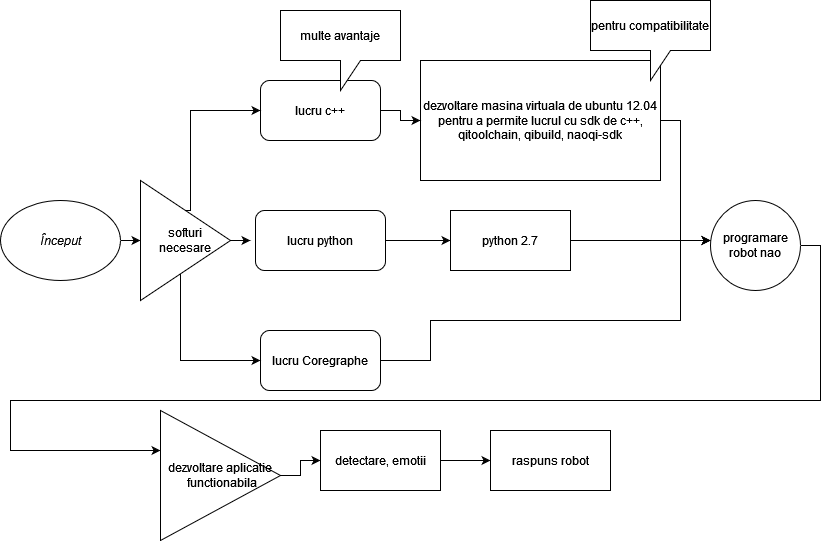 multe avantaje
pentru compatibilitate
lucru c++
dezvoltare masina virtuala de ubuntu 12.04
pentru a permite lucrul cu sdk de c++,
qitoolchain, qibuild, naoqi-sdk
Început
softuri
necesare
lucru python
python 2.7
programare
robot nao
lucru Coregraphe
dezvoltare aplicatie
functionabila
detectare, emotii
raspuns robot